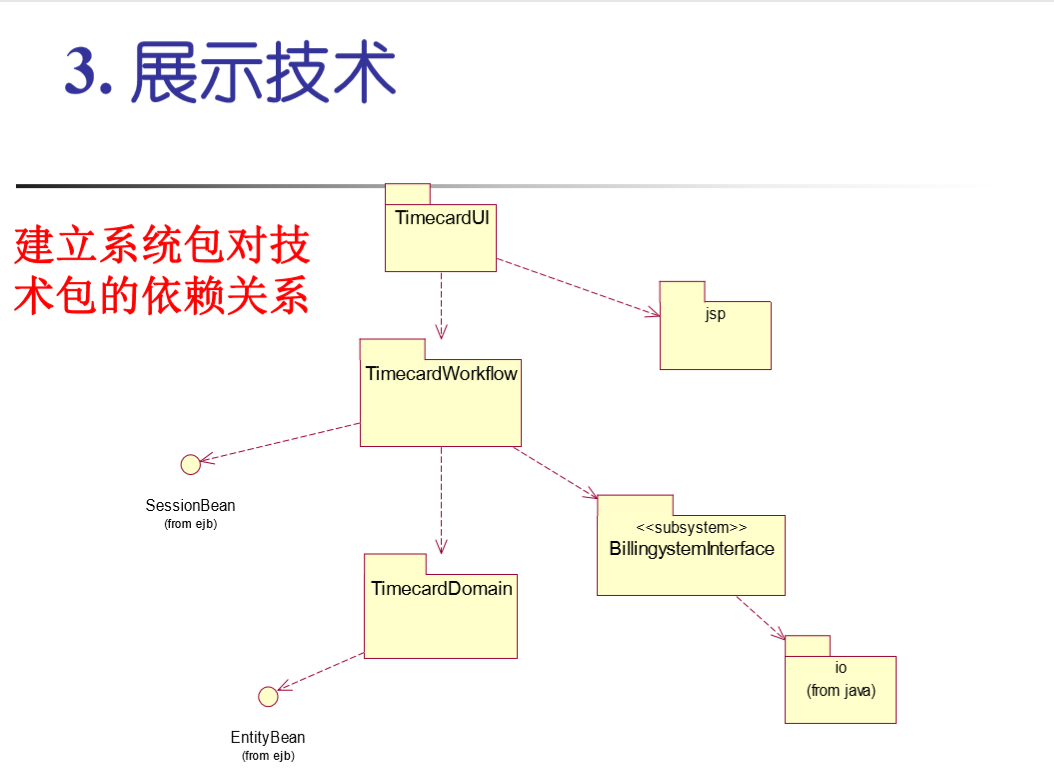 3. 展示技术
建立系统包对技
术包的依赖关系
TimecardUI
jsp
TimecardWorkflow
SessionBean
(from ejb)
<<subsystem>>
BillingystemInterface
TimecardDomain
io
(from java)
EntityBean
(from ejb)